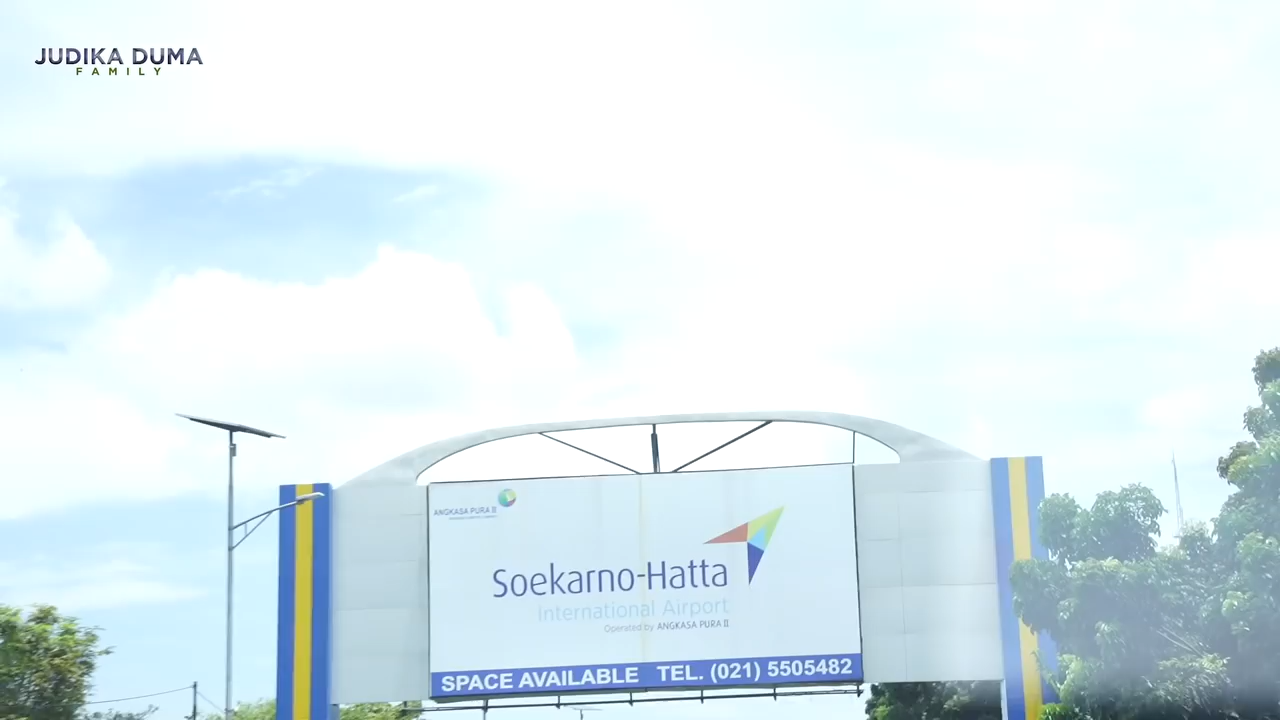 JUDIKA DUMA
FAMILY
ANGKASA PURA II
Soekarno-Hatta
International Airport
Operated by ANGKASA PURA II
SPACE AVAILABLE TEL. (021) 5505482